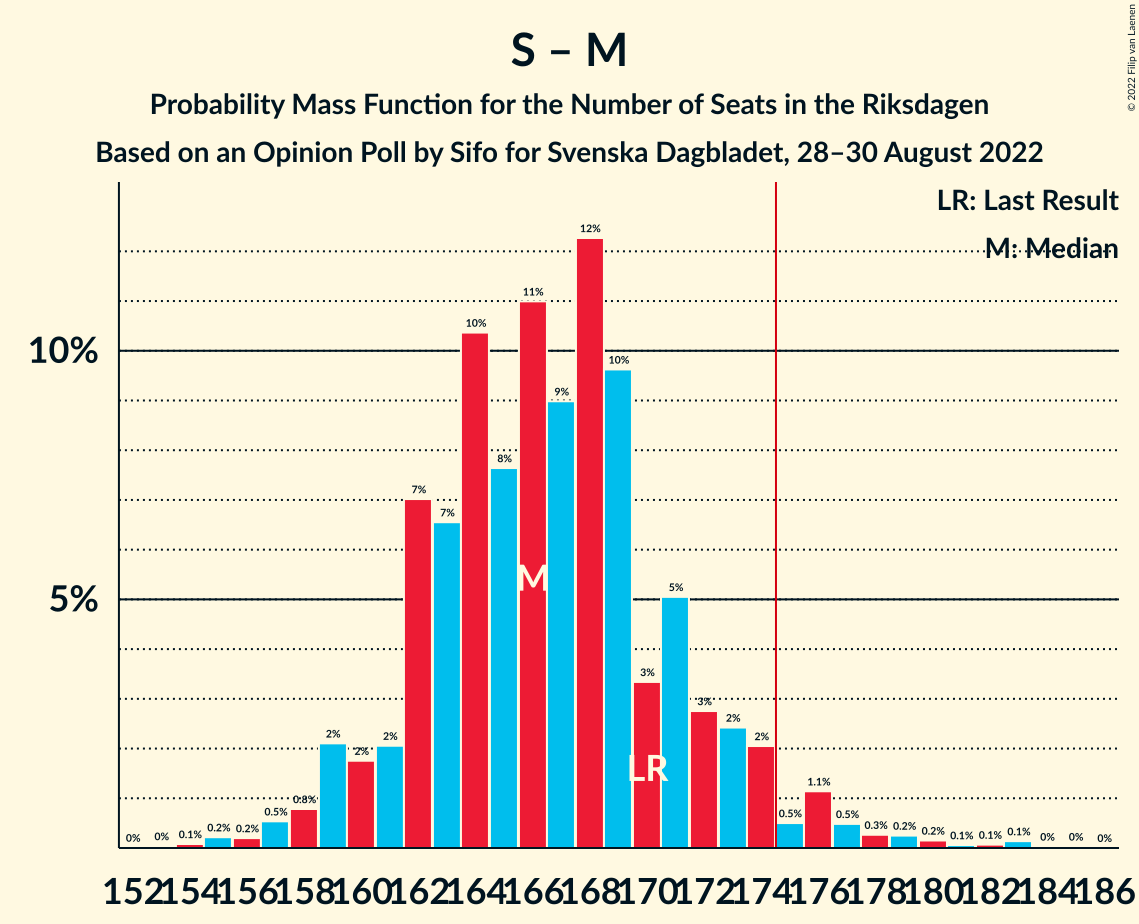 © 2022 Filip van Laenen
S – M
Probability Mass Function for the Number of Seats in the Riksdagen
Based on an Opinion Poll by Sifo for Svenska Dagbladet, 28–30 August 2022
LR: Last Result
M: Median
10%
5%
0% 0% 0.1% 0.2% 0.2% 0.5% 0.8% 2% 2% 2% 7% 7% 10% 8% 11% 9% 12% 10% 3% 5% 3% 2% 2% 0.5% 1.1% 0.5% 0.3% 0.2% 0.2% 0.1% 0.1% 0.1% 0% 0% 0%
M
LR
152 154 156 158 160 162 164 166 168 170 172 174 176 178 180 182 184 186